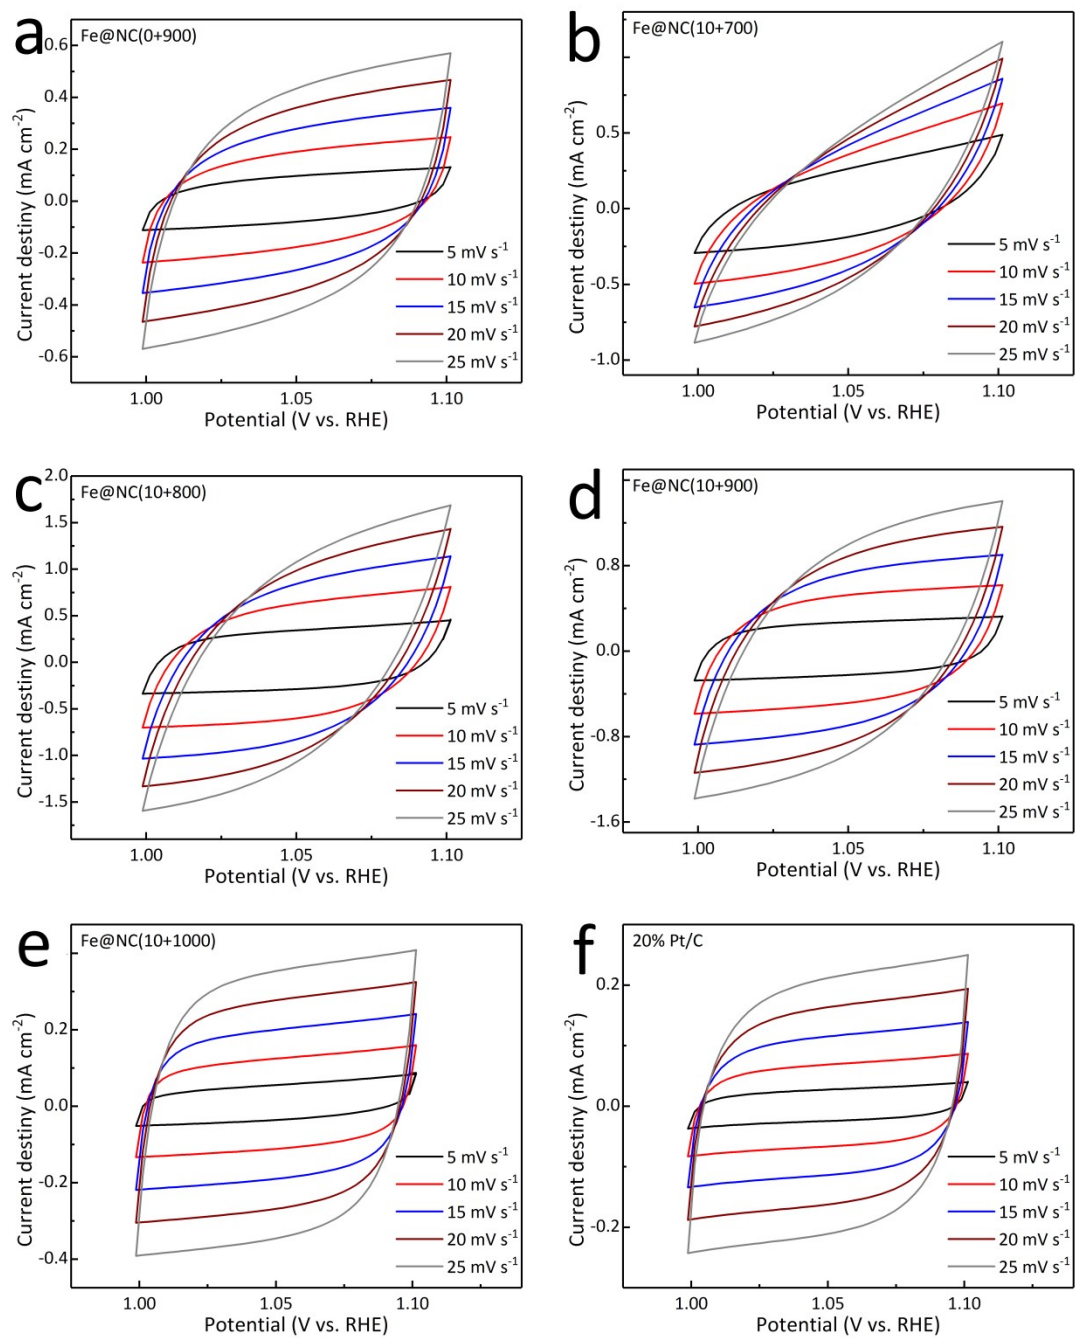 a
Fe@NC(0+900)
0.6
0.4
0.2
0.0
-0.2
-0.4
-0.6
Current destiny (mA cm⁻²)
5 mV s⁻¹
10 mV s⁻¹
15 mV s⁻¹
20 mV s⁻¹
25 mV s⁻¹
1.00 1.05 1.10
Potential (V vs. RHE)
b
Fe@NC(10+700)
0.5
0.0
-0.5
-1.0
Current destiny (mA cm⁻²)
5 mV s⁻¹
10 mV s⁻¹
15 mV s⁻¹
20 mV s⁻¹
25 mV s⁻¹
1.00 1.05 1.10
Potential (V vs. RHE)
c
Fe@NC(10+800)
2.0
1.5
1.0
0.5
0.0
-0.5
-1.0
-1.5
Current destiny (mA cm⁻²)
5 mV s⁻¹
10 mV s⁻¹
15 mV s⁻¹
20 mV s⁻¹
25 mV s⁻¹
1.00 1.05 1.10
Potential (V vs. RHE)
d
Fe@NC(10+900)
0.8
0.0
-0.8
-1.6
Current destiny (mA cm⁻²)
5 mV s⁻¹
10 mV s⁻¹
15 mV s⁻¹
20 mV s⁻¹
25 mV s⁻¹
1.00 1.05 1.10
Potential (V vs. RHE)
e
Fe@NC(10+1000)
0.2
0.0
-0.2
-0.4
Current destiny (mA cm⁻²)
5 mV s⁻¹
10 mV s⁻¹
15 mV s⁻¹
20 mV s⁻¹
25 mV s⁻¹
1.00 1.05 1.10
Potential (V vs. RHE)
f
20% Pt/C
0.2
0.0
-0.2
Current destiny (mA cm⁻²)
5 mV s⁻¹
10 mV s⁻¹
15 mV s⁻¹
20 mV s⁻¹
25 mV s⁻¹
1.00 1.05 1.10
Potential (V vs. RHE)